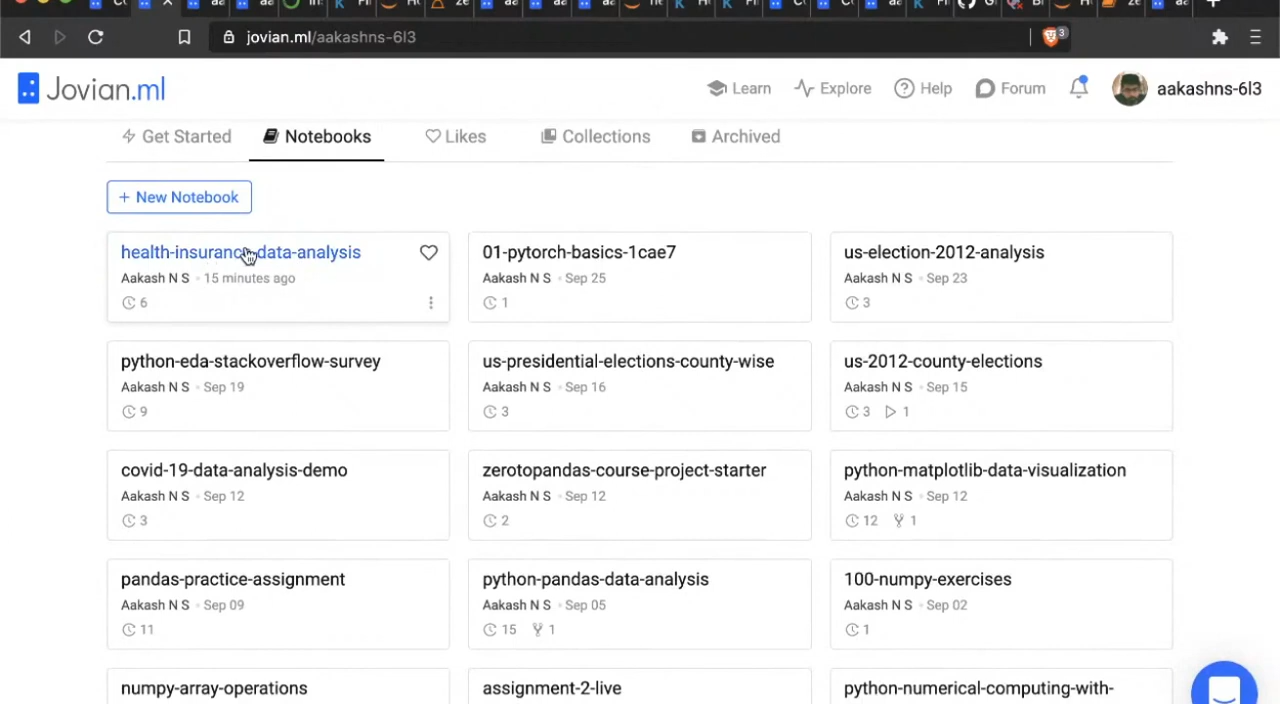 jovian.ml/aakashns-6l3
3
Jovian.ml
Learn
Explore
Help
Forum
aakashns-6l3
Get Started
Notebooks
Likes
Collections
Archived
+ New Notebook
health-insurance-data-analysis
Aakash N S • 15 minutes ago
6
01-pytorch-basics-1cae7
Aakash N S • Sep 25
1
us-election-2012-analysis
Aakash N S • Sep 23
3
python-eda-stackoverflow-survey
Aakash N S • Sep 19
9
us-presidential-elections-county-wise
Aakash N S • Sep 16
3
us-2012-county-elections
Aakash N S • Sep 15
3 1
covid-19-data-analysis-demo
Aakash N S • Sep 12
3
zerotopandas-course-project-starter
Aakash N S • Sep 12
2
python-matplotlib-data-visualization
Aakash N S • Sep 12
12 1
pandas-practice-assignment
Aakash N S • Sep 09
11
python-pandas-data-analysis
Aakash N S • Sep 05
15 1
100-numpy-exercises
Aakash N S • Sep 02
1
numpy-array-operations
assignment-2-live
python-numerical-computing-with-